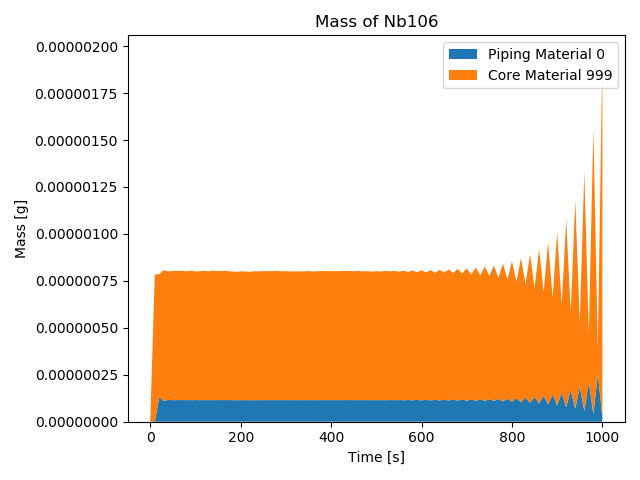 Mass of Nb106
Piping Material 0
Core Material 999
Mass [g]
0.00000200
0.00000175
0.00000150
0.00000125
0.00000100
0.00000075
0.00000050
0.00000025
0.00000000
0 200 400 600 800 1000
Time [s]